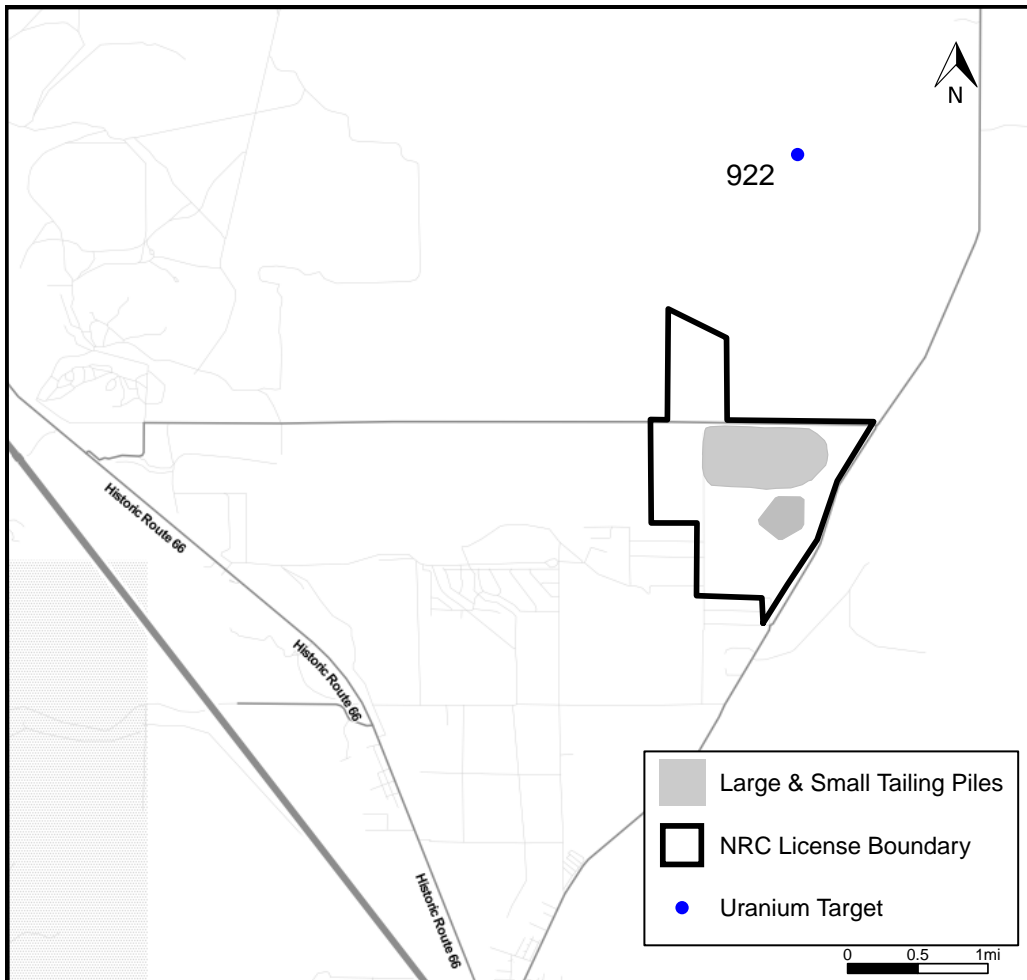 N
922
Historic Route 66
Historic Route 66
Historic Route 66
Large & Small Tailing Piles
NRC License Boundary
Uranium Target
0 0.5 1mi